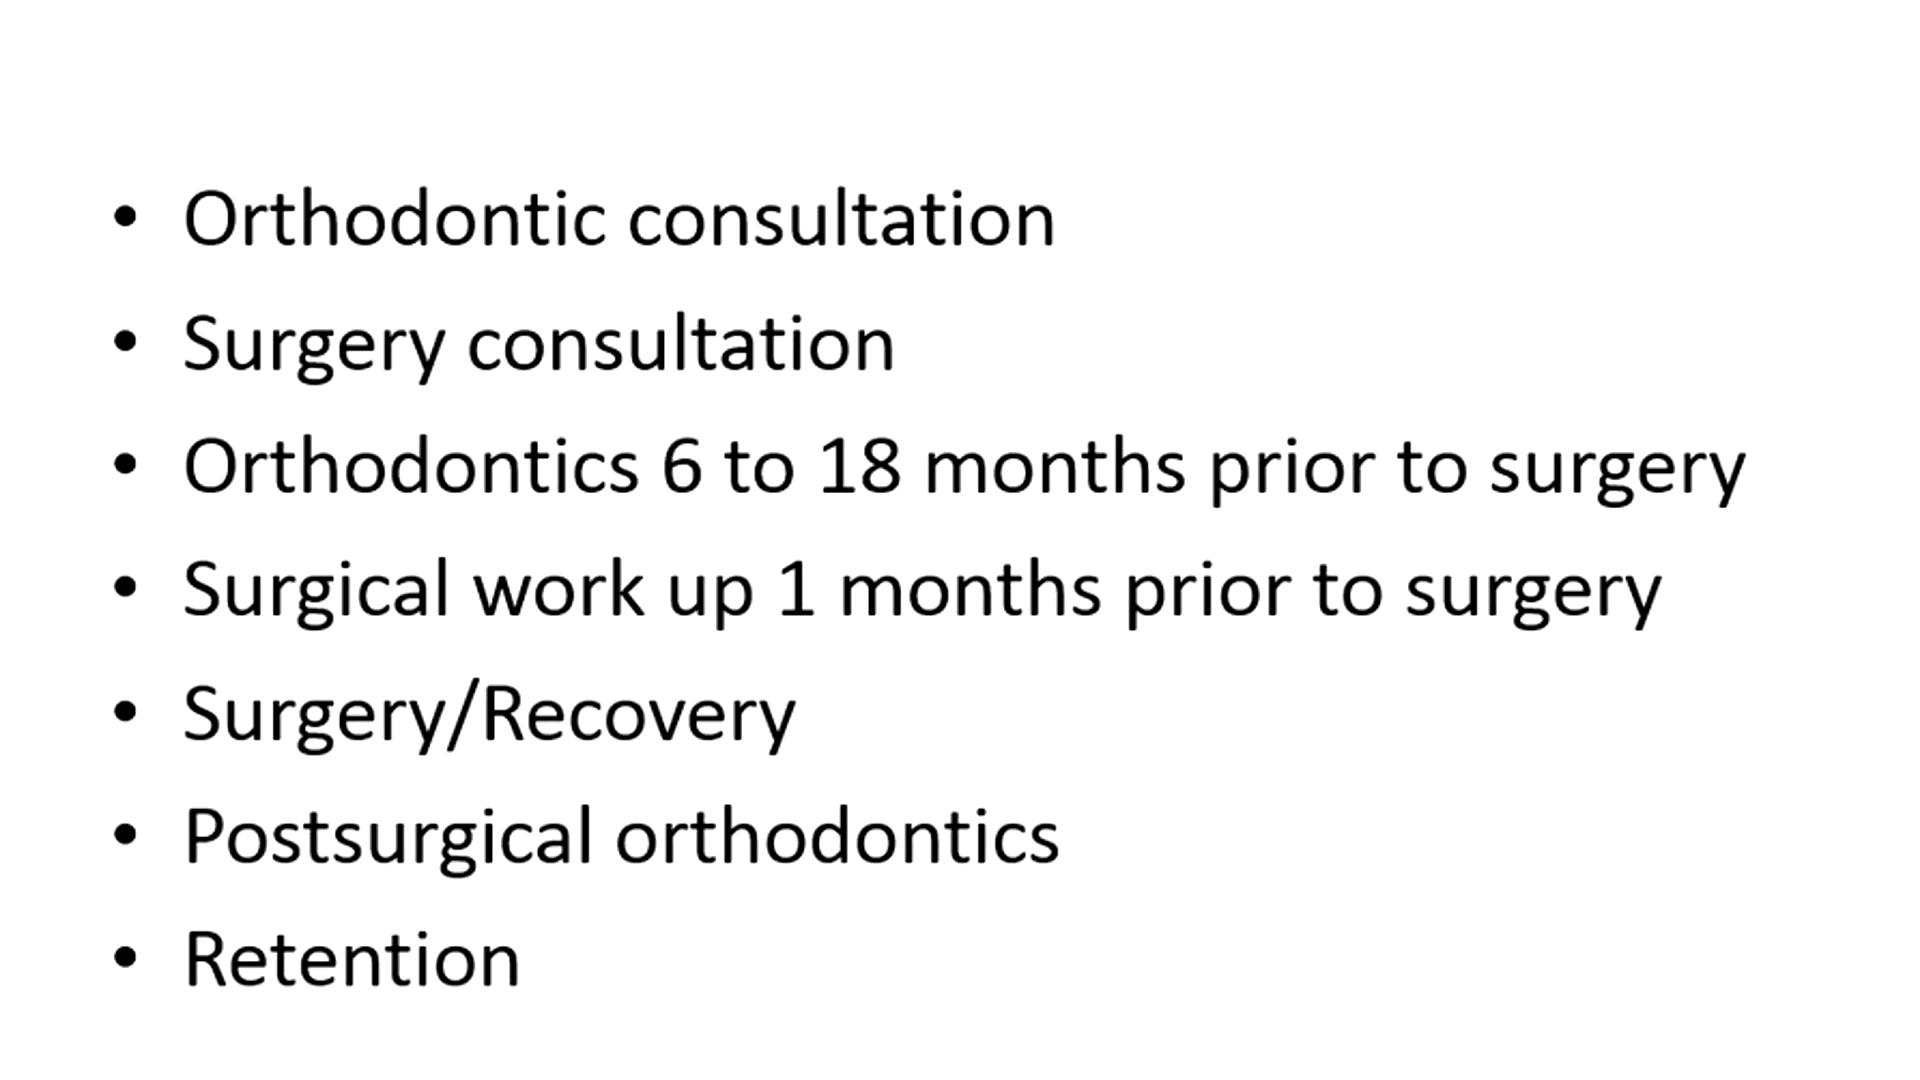 • Orthodontic consultation
• Surgery consultation
• Orthodontics 6 to 18 months prior to surgery
• Surgical work up 1 months prior to surgery
• Surgery/Recovery
• Postsurgical orthodontics
• Retention